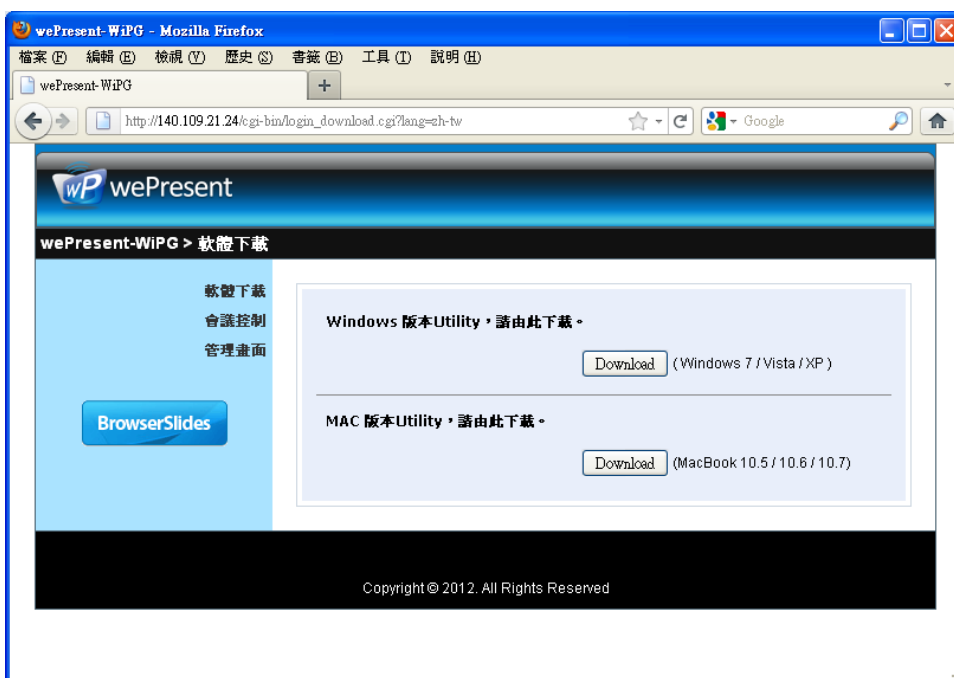 wePresent-WiPG - Mozilla Firefox
檔案(F) 編輯(E) 檢視(V) 歷史(S) 書籤(B) 工具(T) 說明(H)
wePresent-WiPG
http://140.109.21.24/cgi-bin/login_download.cgi?lang=zh-tw
Google
wP wePresent
wePresent-WiPG > 軟體下載
軟體下載
會議控制
管理畫面
BrowserSlides
Windows 版本Utility，請由此下載。
Download (Windows 7 / Vista / XP )
MAC 版本Utility，請由此下載。
Download (MacBook 10.5 / 10.6 / 10.7)
Copyright © 2012. All Rights Reserved